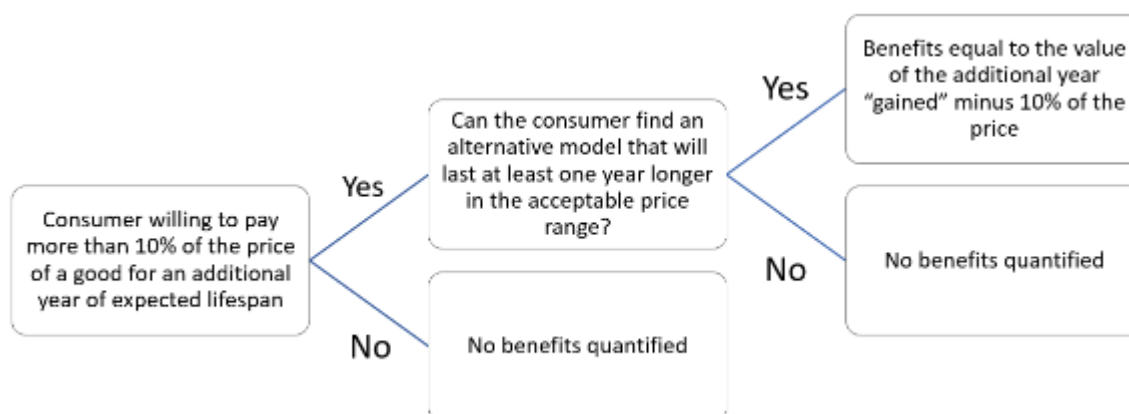 Consumer willing to pay
more than 10% of the price
of a good for an additional
year of expected lifespan
Yes
No
Can the consumer find an
alternative model that will
last at least one year longer
in the acceptable price
range?
No benefits quantified
Yes
No
Benefits equal to the value
of the additional year
“gained” minus 10% of the
price
No benefits quantified